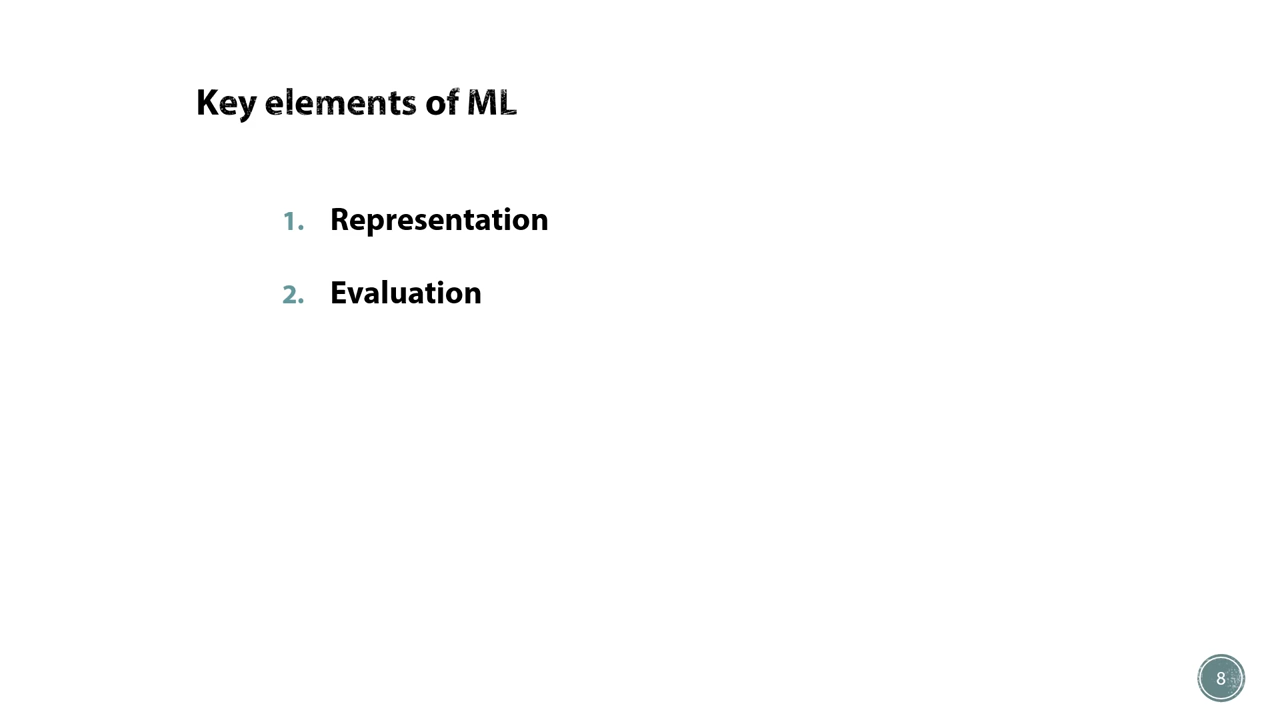 Key elements of ML
1. Representation
2. Evaluation
8